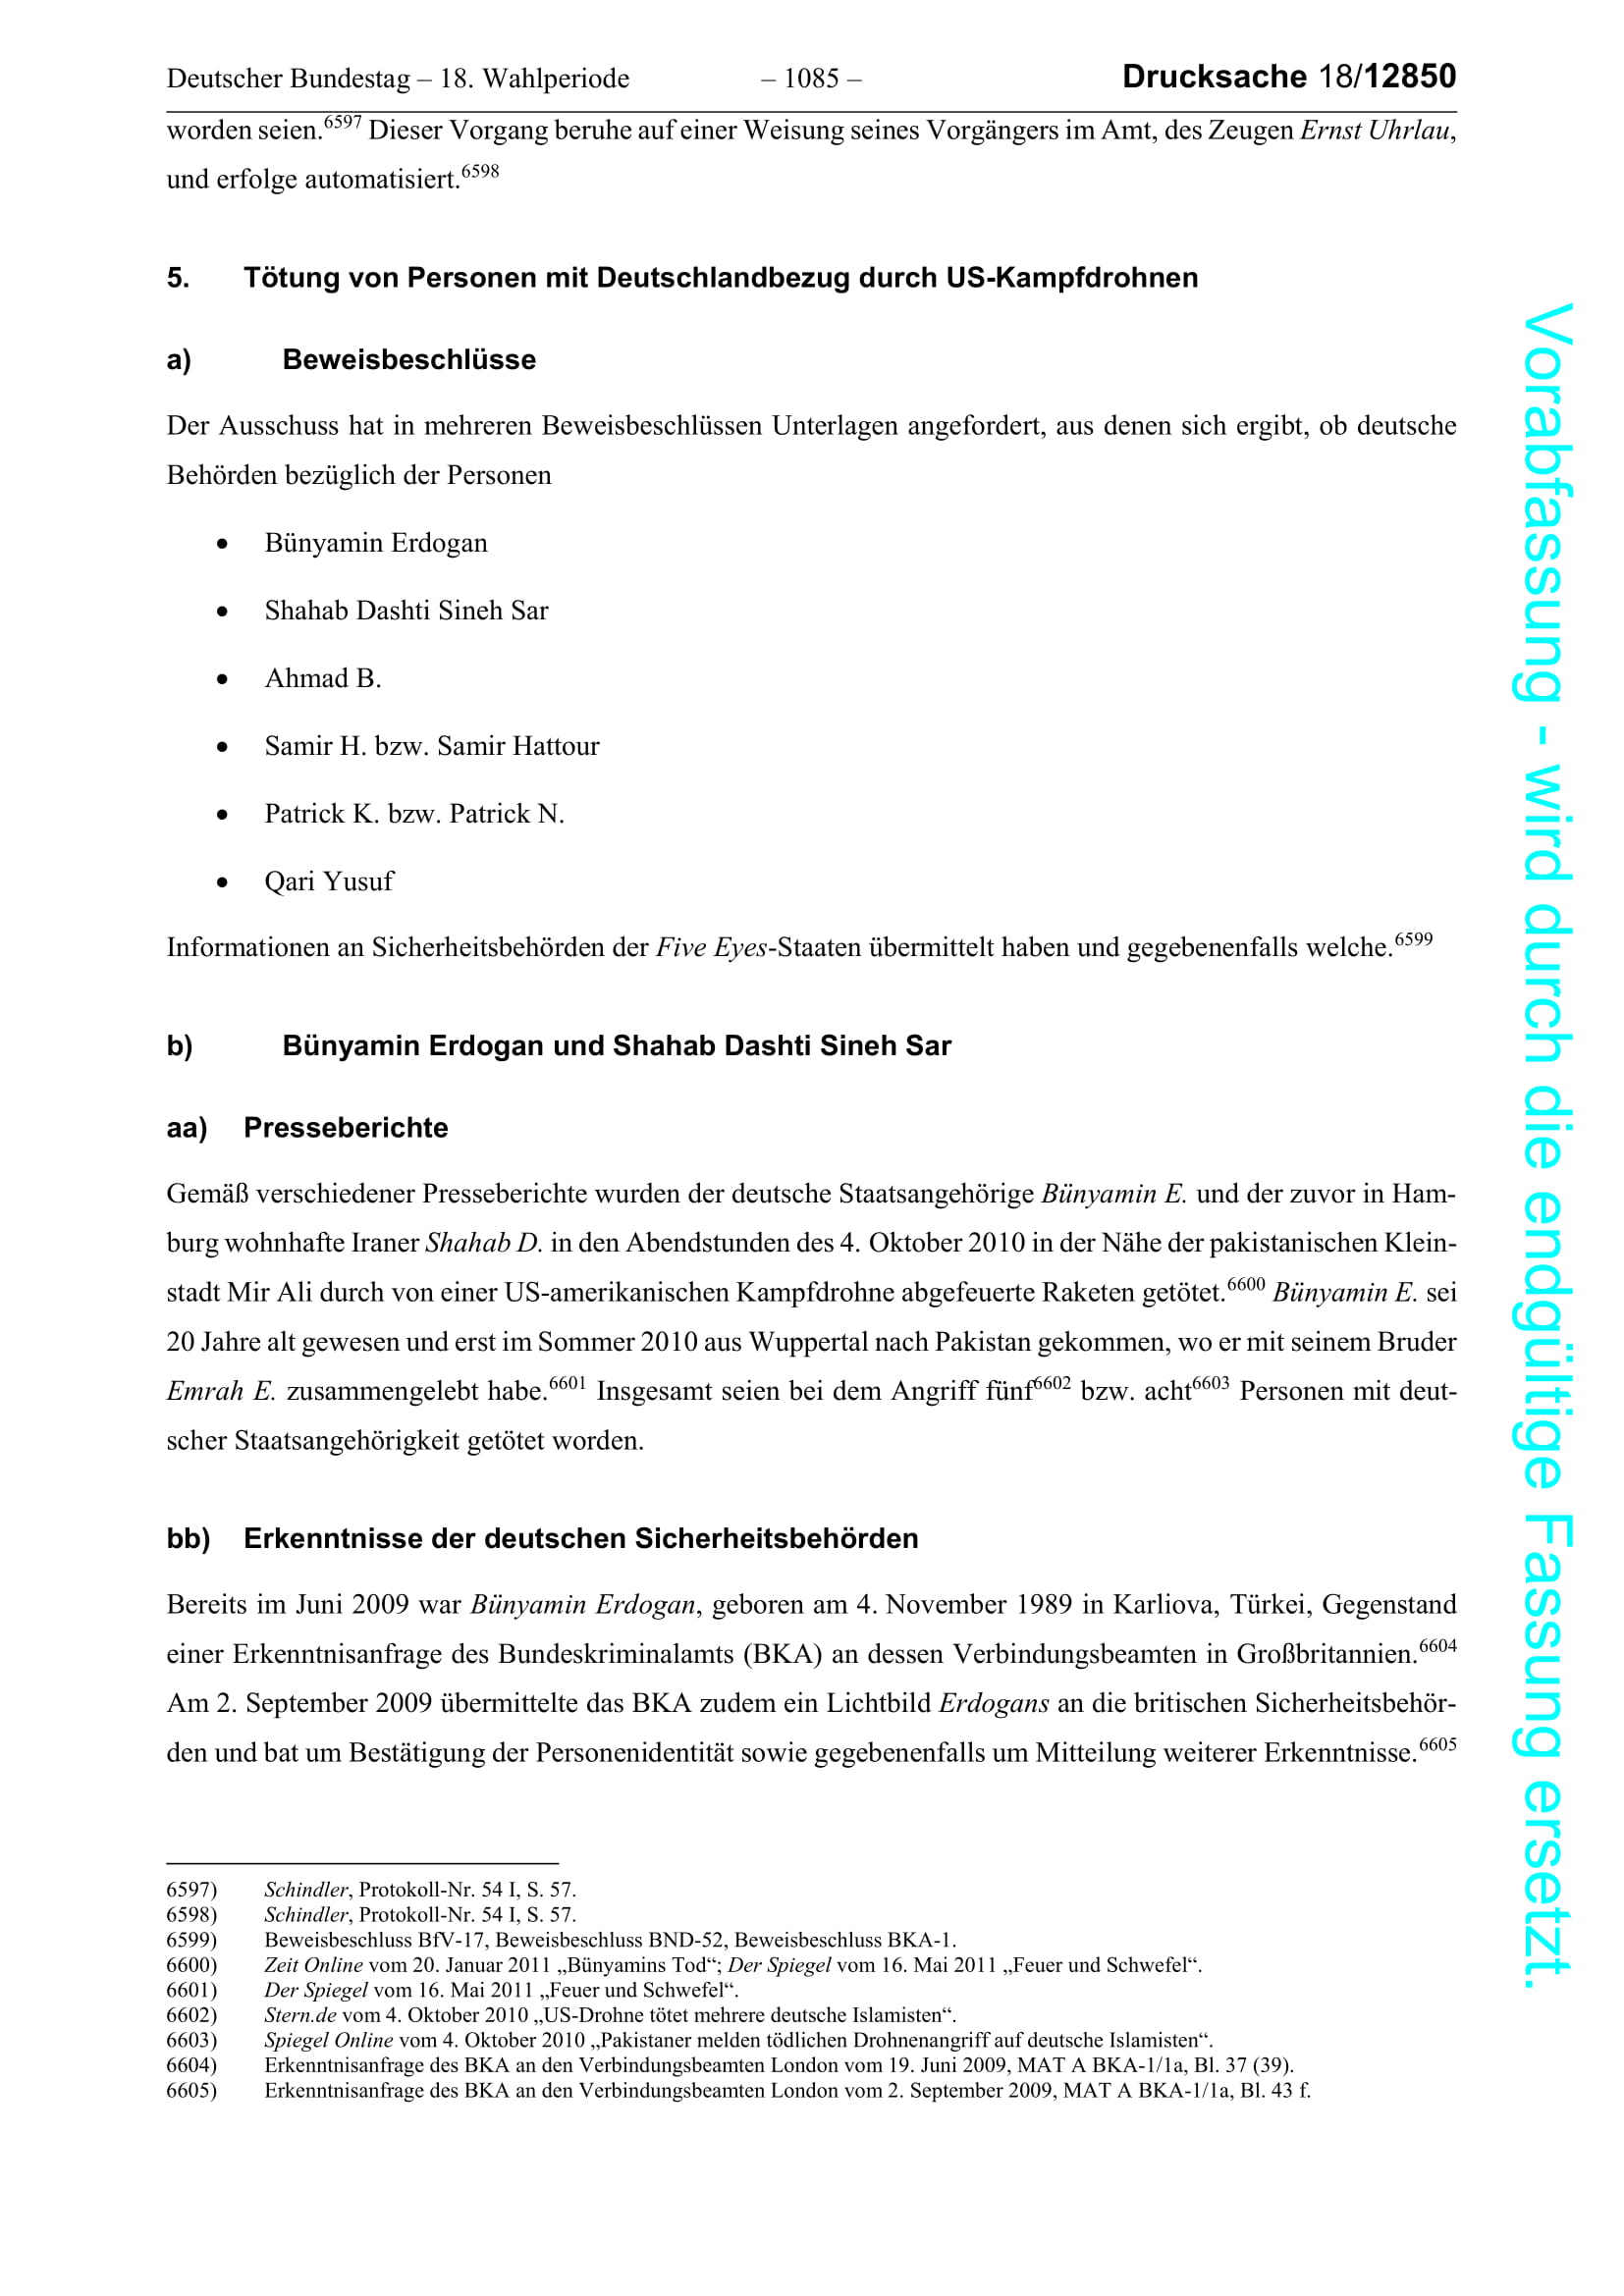 Deutscher Bundestag – 18. Wahlperiode – 1085 – Drucksache 18/12850
worden seien.6597 Dieser Vorgang beruhe auf einer Weisung seines Vorgängers im Amt, des Zeugen Ernst Uhrlau,
und erfolge automatisiert.6598
5. Tötung von Personen mit Deutschlandbezug durch US-Kampfdrohnen
a) Beweisbeschlüsse
Der Ausschuss hat in mehreren Beweisbeschlüssen Unterlagen angefordert, aus denen sich ergibt, ob deutsche
Behörden bezüglich der Personen
• Bünyamin Erdogan
• Shahab Dashti Sineh Sar
• Ahmad B.
• Samir H. bzw. Samir Hattour
• Patrick K. bzw. Patrick N.
• Qari Yusuf
Informationen an Sicherheitsbehörden der Five Eyes-Staaten übermittelt haben und gegebenenfalls welche.6599
b) Bünyamin Erdogan und Shahab Dashti Sineh Sar
aa) Presseberichte
Gemäß verschiedener Presseberichte wurden der deutsche Staatsangehörige Bünyamin E. und der zuvor in Ham-
burg wohnhafte Iraner Shahab D. in den Abendstunden des 4. Oktober 2010 in der Nähe der pakistanischen Klein-
stadt Mir Ali durch von einer US-amerikanischen Kampfdrohne abgefeuerte Raketen getötet.6600 Bünyamin E. sei
20 Jahre alt gewesen und erst im Sommer 2010 aus Wuppertal nach Pakistan gekommen, wo er mit seinem Bruder
Emrah E. zusammengelebt habe.6601 Insgesamt seien bei dem Angriff fünf6602 bzw. acht6603 Personen mit deut-
scher Staatsangehörigkeit getötet worden.
bb) Erkenntnisse der deutschen Sicherheitsbehörden
Bereits im Juni 2009 war Bünyamin Erdogan, geboren am 4. November 1989 in Karliova, Türkei, Gegenstand
einer Erkenntnisanfrage des Bundeskriminalamts (BKA) an dessen Verbindungsbeamten in Großbritannien.6604
Am 2. September 2009 übermittelte das BKA zudem ein Lichtbild Erdogans an die britischen Sicherheitsbehör-
den und bat um Bestätigung der Personenidentität sowie gegebenenfalls um Mitteilung weiterer Erkenntnisse.6605
6597) Schindler, Protokoll-Nr. 54 I, S. 57.
6598) Schindler, Protokoll-Nr. 54 I, S. 57.
6599) Beweisbeschluss BfV-17, Beweisbeschluss BND-52, Beweisbeschluss BKA-1.
6600) Zeit Online vom 20. Januar 2011 „Bünyamins Tod“; Der Spiegel vom 16. Mai 2011 „Feuer und Schwefel“.
6601) Der Spiegel vom 16. Mai 2011 „Feuer und Schwefel“.
6602) Stern.de vom 4. Oktober 2010 „US-Drohne tötet mehrere deutsche Islamisten“.
6603) Spiegel Online vom 4. Oktober 2010 „Pakistaner melden tödlichen Drohnenangriff auf deutsche Islamisten“.
6604) Erkenntnisanfrage des BKA an den Verbindungsbeamten London vom 19. Juni 2009, MAT A BKA-1/1a, Bl. 37 (39).
6605) Erkenntnisanfrage des BKA an den Verbindungsbeamten London vom 2. September 2009, MAT A BKA-1/1a, Bl. 43 f.
Vorabfassung - wird durch die endgültige Fassung ersetzt.